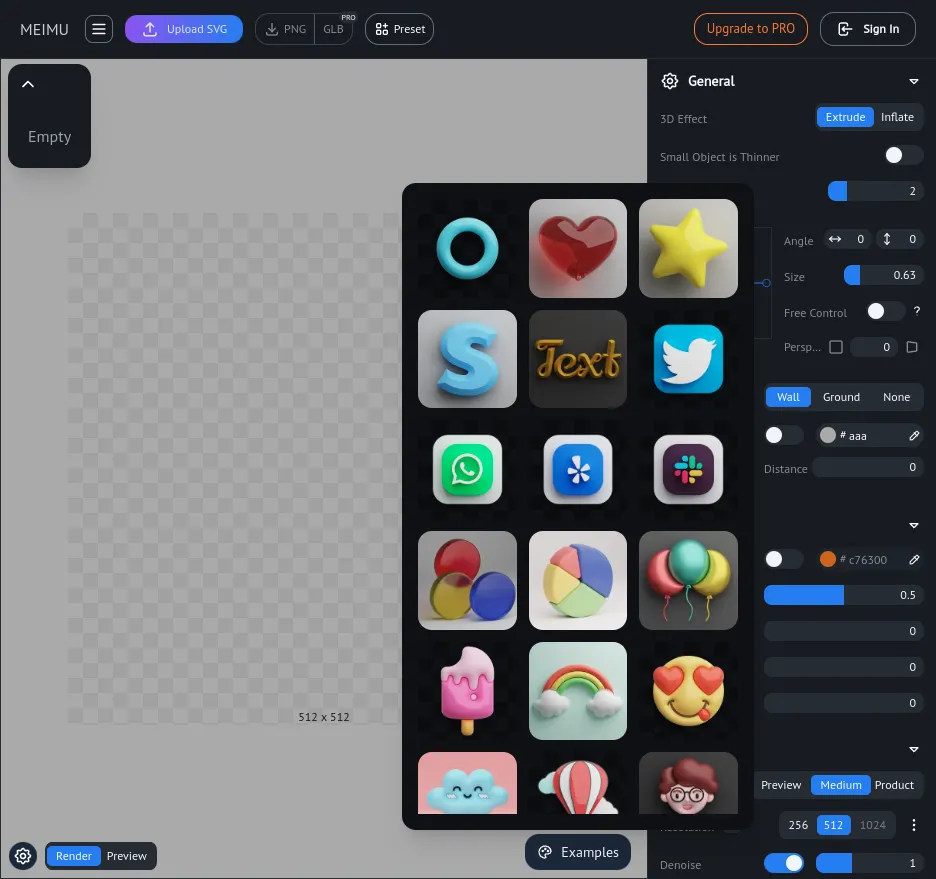 MEIMU
Upload SVG
PNG
GLB
PRO
Preset
Upgrade to PRO
Sign In
Empty
General
3D Effect
Extrude
Inflate
Small Object is Thinner
2
Angle
0
0
Size
0.63
Free Control
?
Persp...
0
Wall
Ground
None
# aaa
Distance
0
# c76300
0.5
0
0
0
S
Text
512 x 512
Preview
Medium
Product
256
512
1024
Denoise
1
Render
Preview
Examples